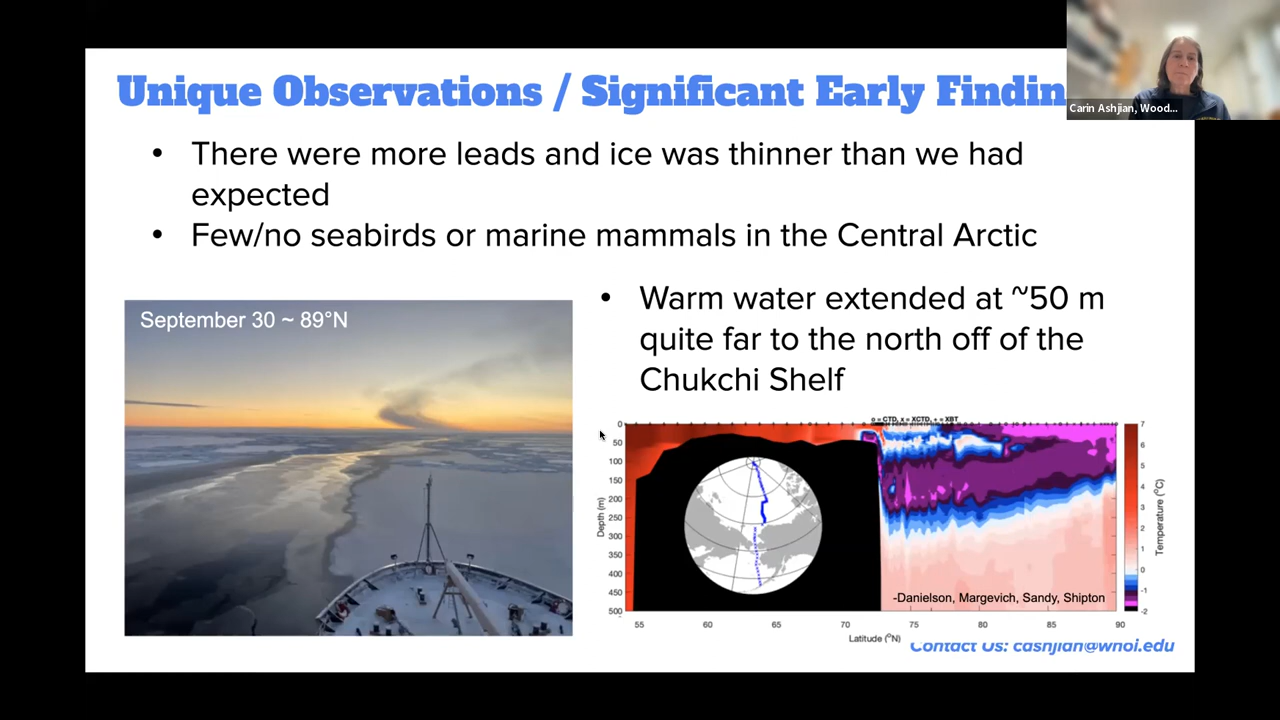 Unique Observations / Significant Early Findin
Carin Ashjian, Wood...
• There were more leads and ice was thinner than we had
expected
• Few/no seabirds or marine mammals in the Central Arctic
September 30 ~ 89°N
• Warm water extended at ~50 m
quite far to the north off of the
Chukchi Shelf
o = CTD, x = XCTD, + = XBT
0
50
100
150
200
250
300
350
400
450
500
Depth (m)
55 60 65 70 75 80 85 90
Latitude (°N)
7
6
5
4
3
2
1
0
-1
-2
Temperature (°C)
-Danielson, Margevich, Sandy, Shipton
Contact Us: cashjian@whoi.edu